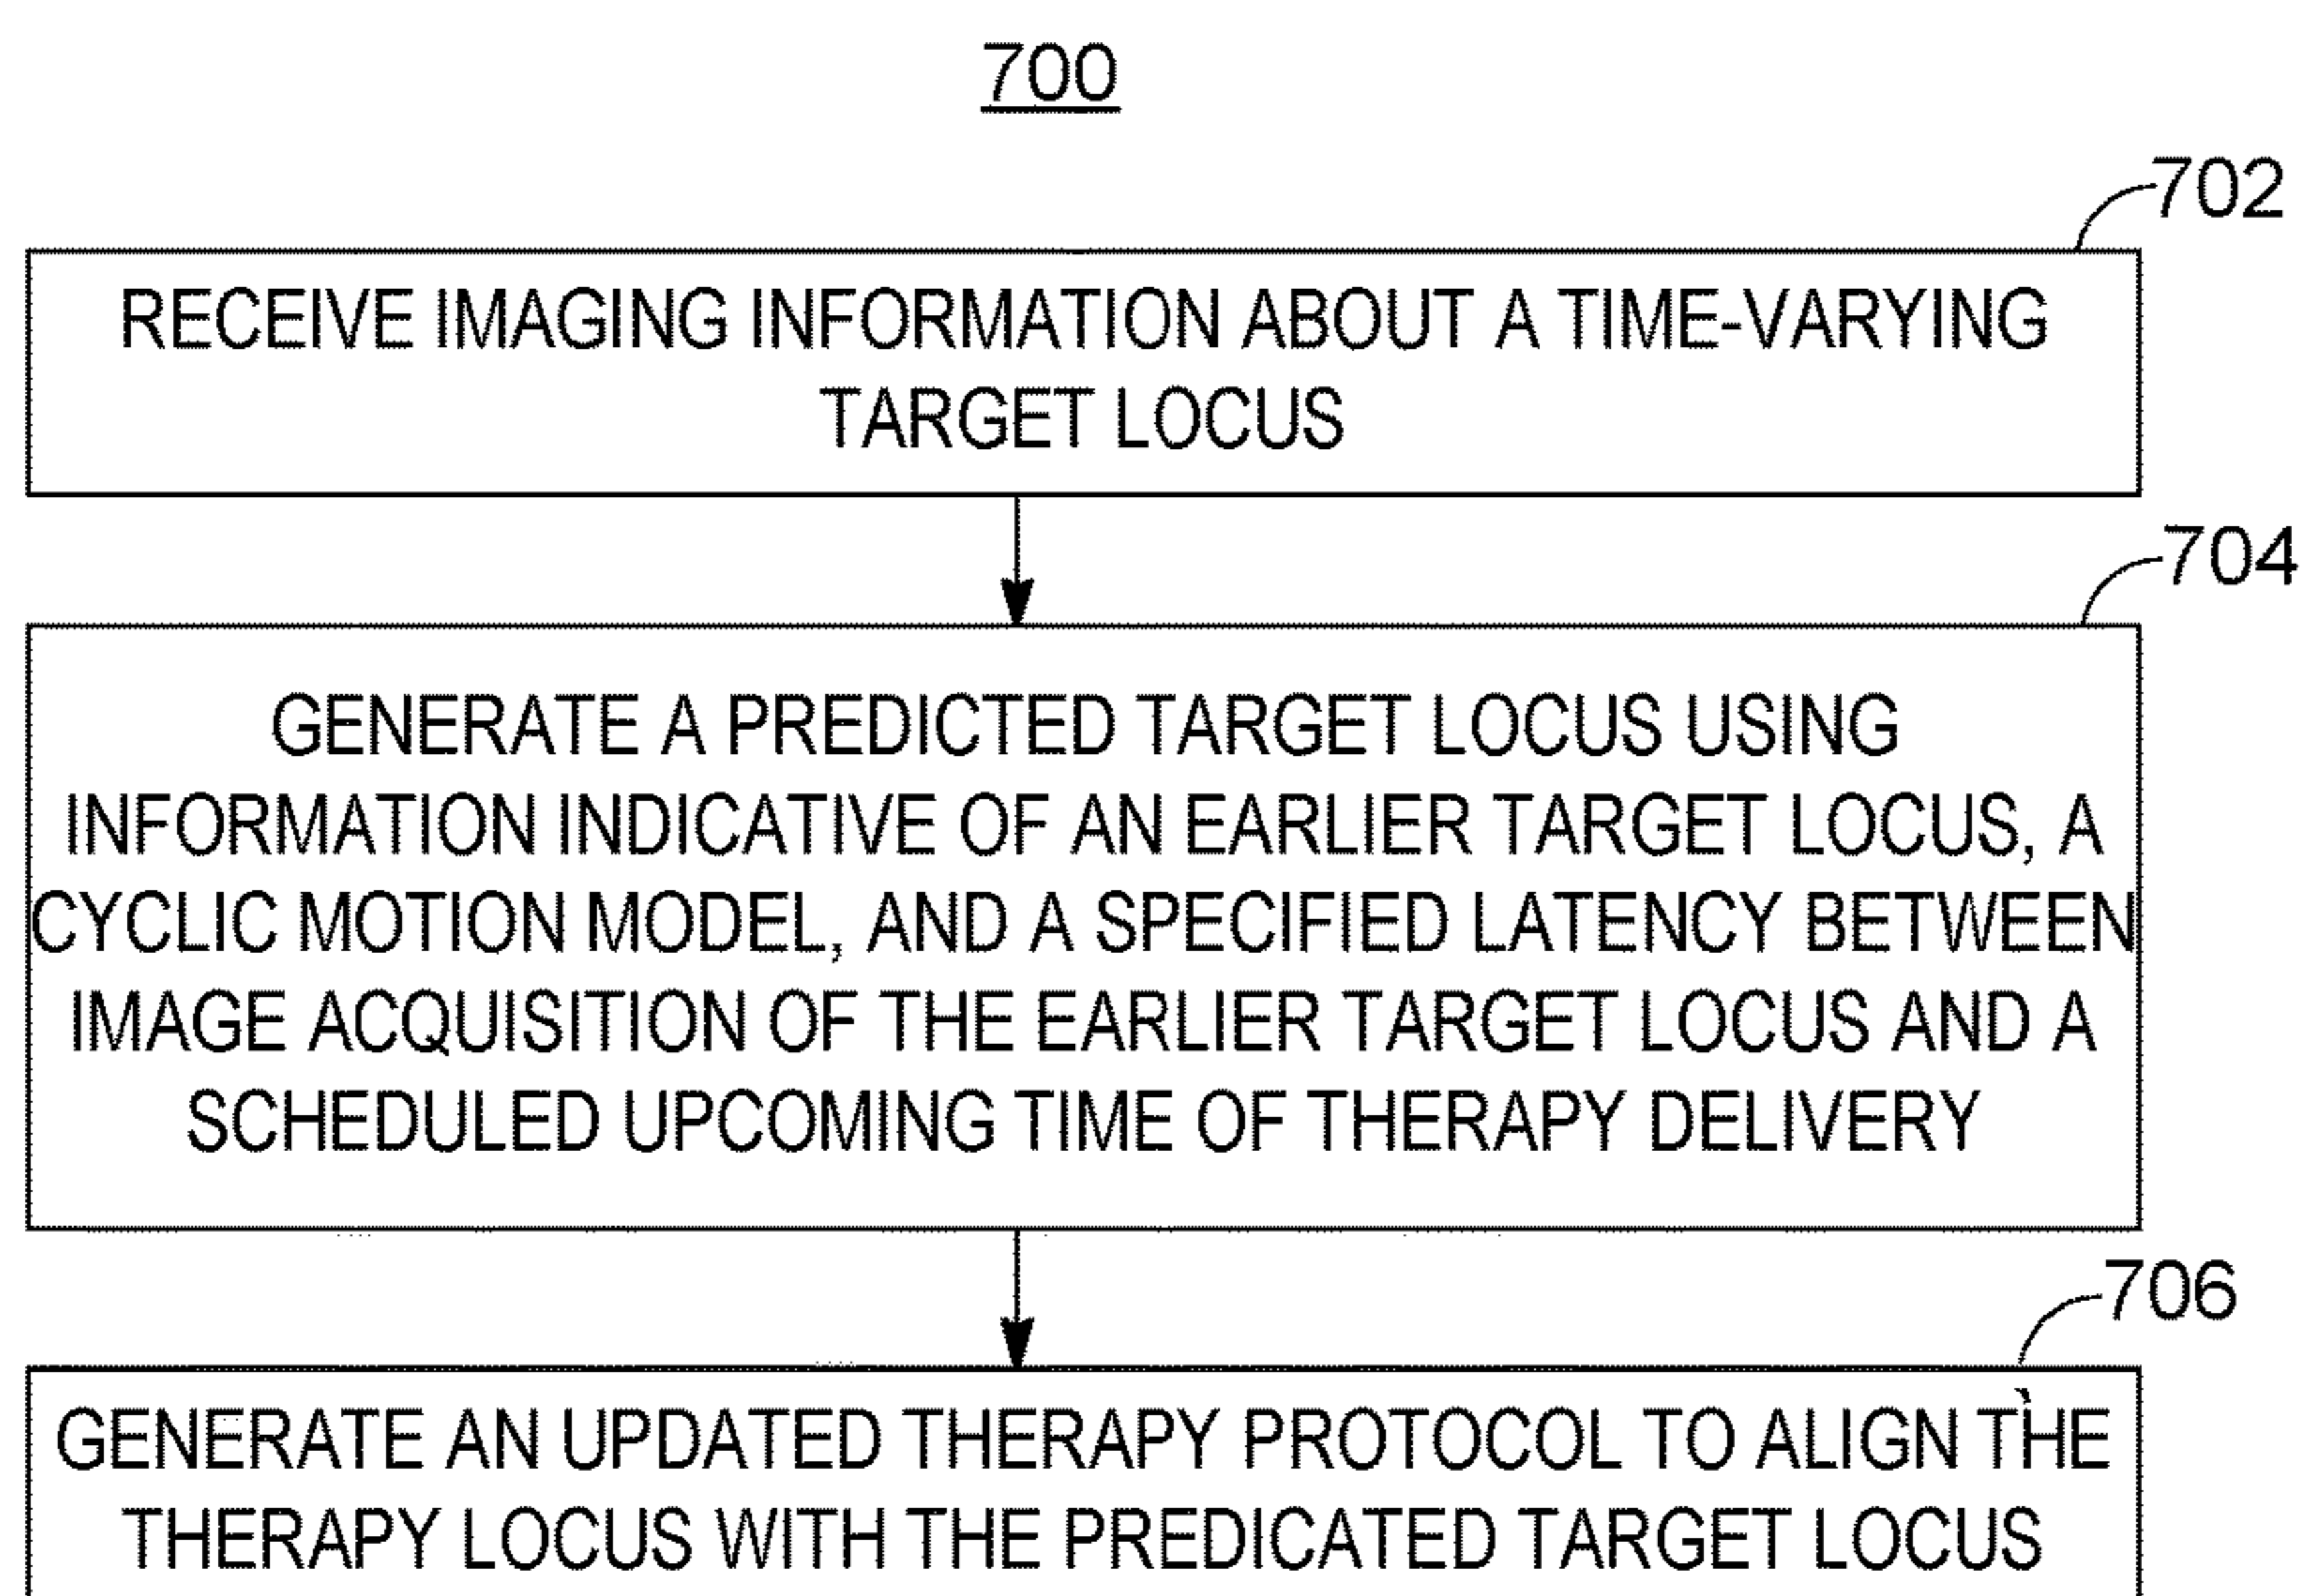 700
702
RECEIVE IMAGING INFORMATION ABOUT A TIME-VARYING
TARGET LOCUS
704
GENERATE A PREDICTED TARGET LOCUS USING
INFORMATION INDICATIVE OF AN EARLIER TARGET LOCUS, A
CYCLIC MOTION MODEL, AND A SPECIFIED LATENCY BETWEEN
IMAGE ACQUISITION OF THE EARLIER TARGET LOCUS AND A
SCHEDULED UPCOMING TIME OF THERAPY DELIVERY
706
GENERATE AN UPDATED THERAPY PROTOCOL TO ALIGN THE
THERAPY LOCUS WITH THE PREDICATED TARGET LOCUS